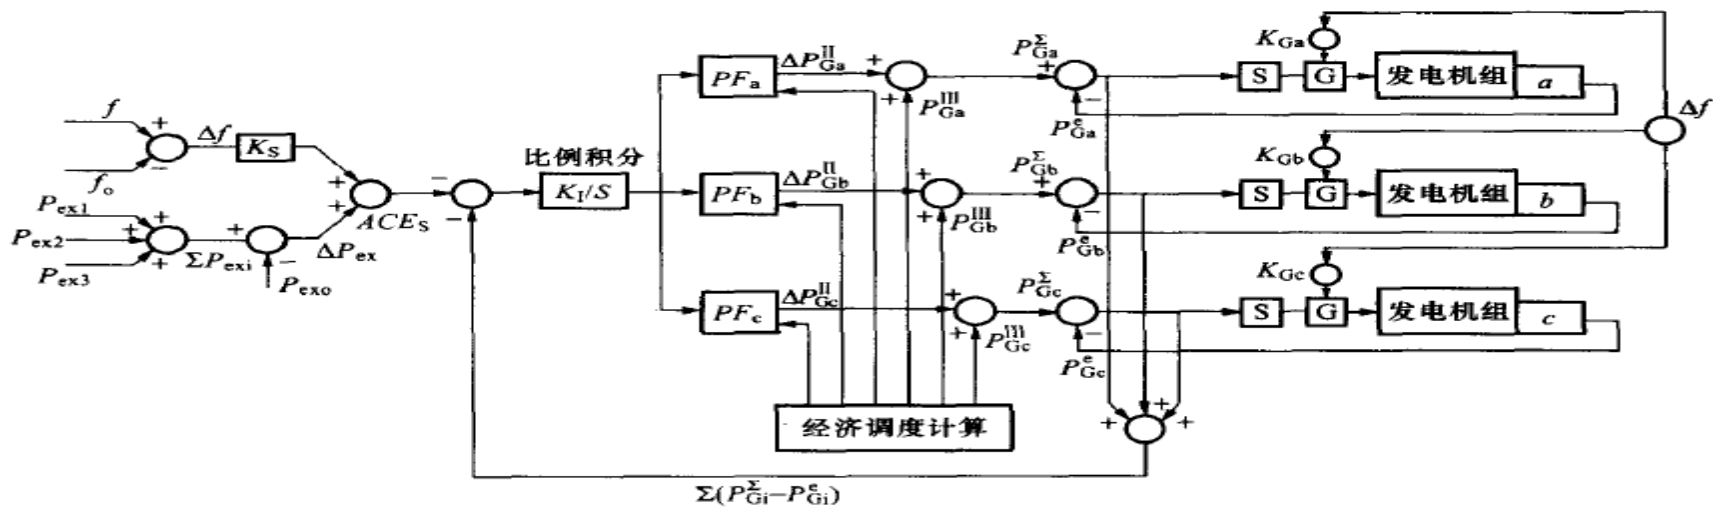 f
+
Δf
K_S
−
f_o
P_ex1
+
P_ex2
+
P_ex3
+
ΣP_exi
+
−
P_exo
ΔP_ex
+
+
ACE_S
−
−
比例积分
K_I/S
PF_a
ΔP_Ga^II
+
+
P_Ga^III
P_Ga^Σ
+
−
P_Ga^e
S
G
K_Ga
发电机组
a
Δf
PF_b
ΔP_Gb^II
+
+
P_Gb^III
P_Gb^Σ
+
−
P_Gb^e
S
G
K_Gb
发电机组
b
PF_c
ΔP_Gc^II
+
+
P_Gc^III
P_Gc^Σ
+
−
P_Gc^e
S
G
K_Gc
发电机组
c
经济调度计算
+
+
+
Σ(P_Gi^Σ−P_Gi^e)